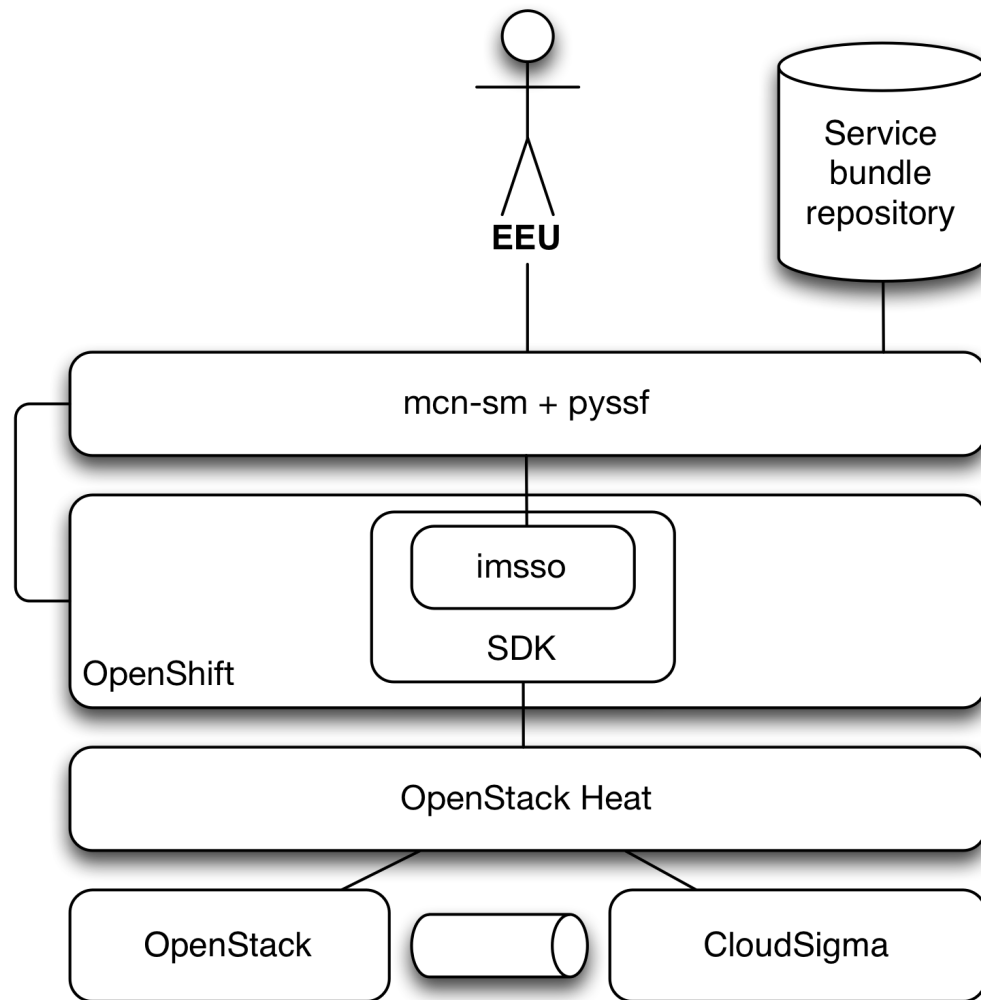 Service
bundle
repository
EEU
mcn-sm + pyssf
imsso
SDK
OpenShift
OpenStack Heat
OpenStack
CloudSigma